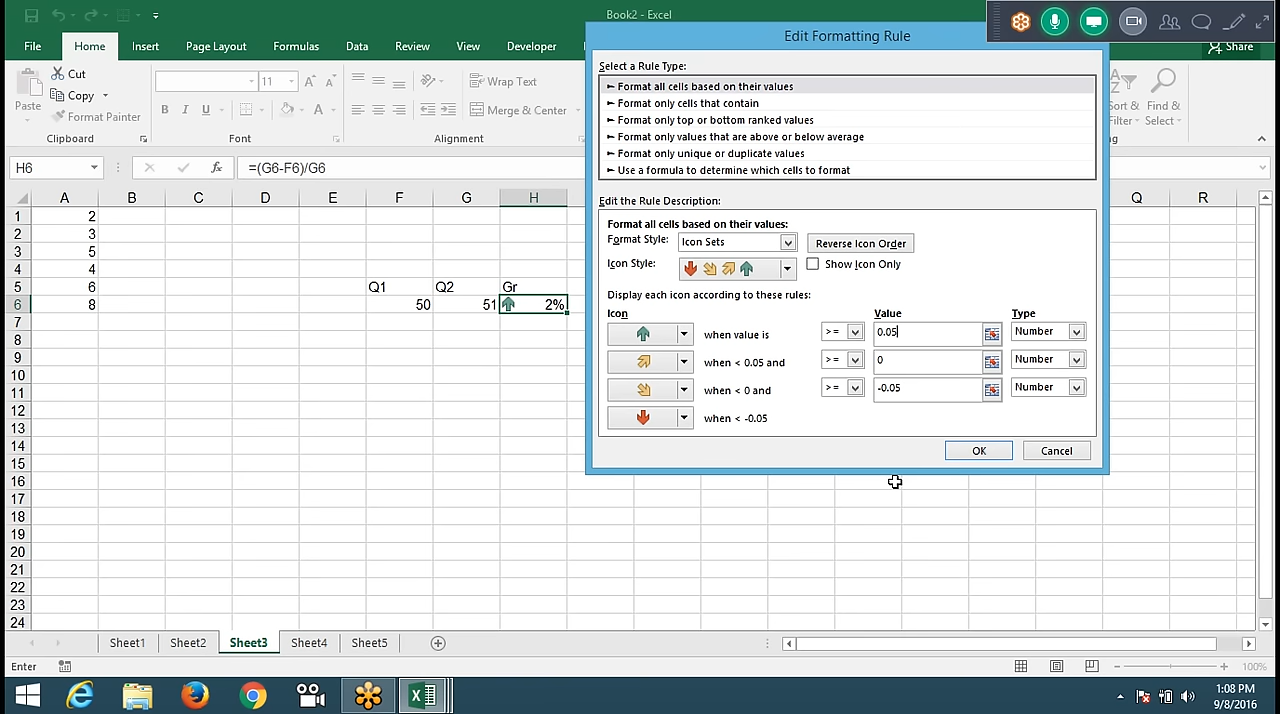 Book2 - Excel
File Home Insert Page Layout Formulas Data Review View Developer
Share
Paste
Cut
Copy
Format Painter
Clipboard
11
B I U
Font
Wrap Text
Merge & Center
Alignment
Sort & Filter
Find & Select
H6 fx =(G6-F6)/G6
A B C D E F G H Q R
1 2
2 3
3 5
4 4
5 6 Q1 Q2 Gr
6 8 50 51 2%
7
8
9
10
11
12
13
14
15
16
17
18
19
20
21
22
23
24
Edit Formatting Rule
Select a Rule Type:
► Format all cells based on their values
► Format only cells that contain
► Format only top or bottom ranked values
► Format only values that are above or below average
► Format only unique or duplicate values
► Use a formula to determine which cells to format
Edit the Rule Description:
Format all cells based on their values:
Format Style: Icon Sets Reverse Icon Order
Icon Style: Show Icon Only
Display each icon according to these rules:
Icon Value Type
when value is >= 0.05 Number
when < 0.05 and >= 0 Number
when < 0 and >= -0.05 Number
when < -0.05
OK Cancel
Sheet1 Sheet2 Sheet3 Sheet4 Sheet5
Enter 100%
1:08 PM
9/8/2016